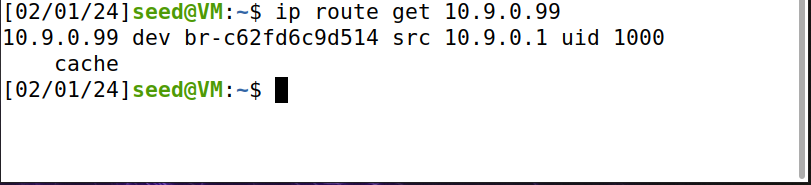 [02/01/24]seed@VM:~$ ip route get 10.9.0.99
10.9.0.99 dev br-c62fd6c9d514 src 10.9.0.1 uid 1000
    cache
[02/01/24]seed@VM:~$